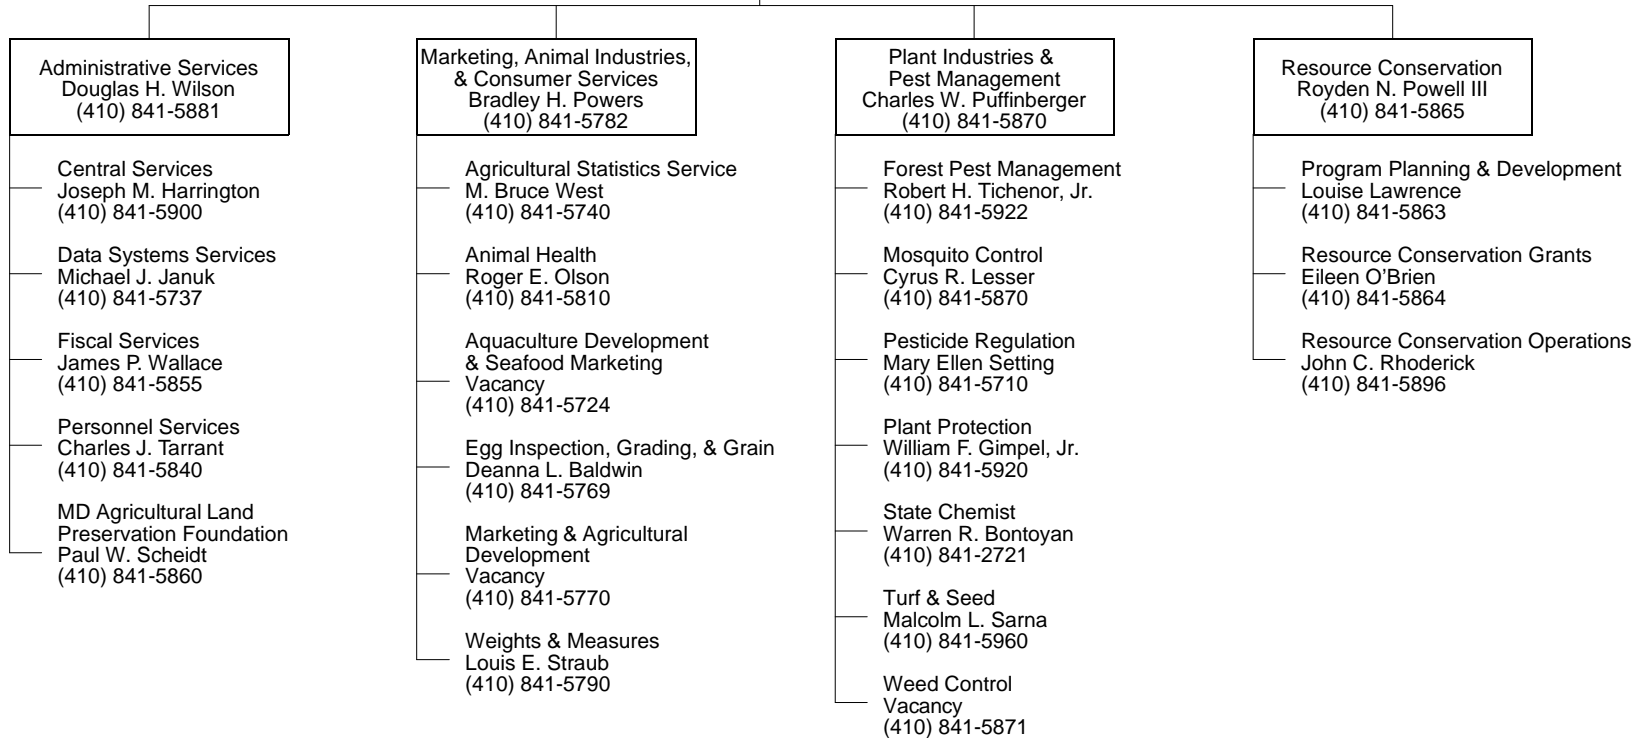 Administrative Services
Douglas H. Wilson
(410) 841-5881
Central Services
Joseph M. Harrington
(410) 841-5900
Data Systems Services
Michael J. Januk
(410) 841-5737
Fiscal Services
James P. Wallace
(410) 841-5855
Personnel Services
Charles J. Tarrant
(410) 841-5840
MD Agricultural Land
Preservation Foundation
Paul W. Scheidt
(410) 841-5860
Marketing, Animal Industries,
& Consumer Services
Bradley H. Powers
(410) 841-5782
Agricultural Statistics Service
M. Bruce West
(410) 841-5740
Animal Health
Roger E. Olson
(410) 841-5810
Aquaculture Development
& Seafood Marketing
Vacancy
(410) 841-5724
Egg Inspection, Grading, & Grain
Deanna L. Baldwin
(410) 841-5769
Marketing & Agricultural
Development
Vacancy
(410) 841-5770
Weights & Measures
Louis E. Straub
(410) 841-5790
Plant Industries &
Pest Management
Charles W. Puffinberger
(410) 841-5870
Forest Pest Management
Robert H. Tichenor, Jr.
(410) 841-5922
Mosquito Control
Cyrus R. Lesser
(410) 841-5870
Pesticide Regulation
Mary Ellen Setting
(410) 841-5710
Plant Protection
William F. Gimpel, Jr.
(410) 841-5920
State Chemist
Warren R. Bontoyan
(410) 841-2721
Turf & Seed
Malcolm L. Sarna
(410) 841-5960
Weed Control
Vacancy
(410) 841-5871
Resource Conservation
Royden N. Powell III
(410) 841-5865
Program Planning & Development
Louise Lawrence
(410) 841-5863
Resource Conservation Grants
Eileen O’Brien
(410) 841-5864
Resource Conservation Operations
John C. Rhoderick
(410) 841-5896